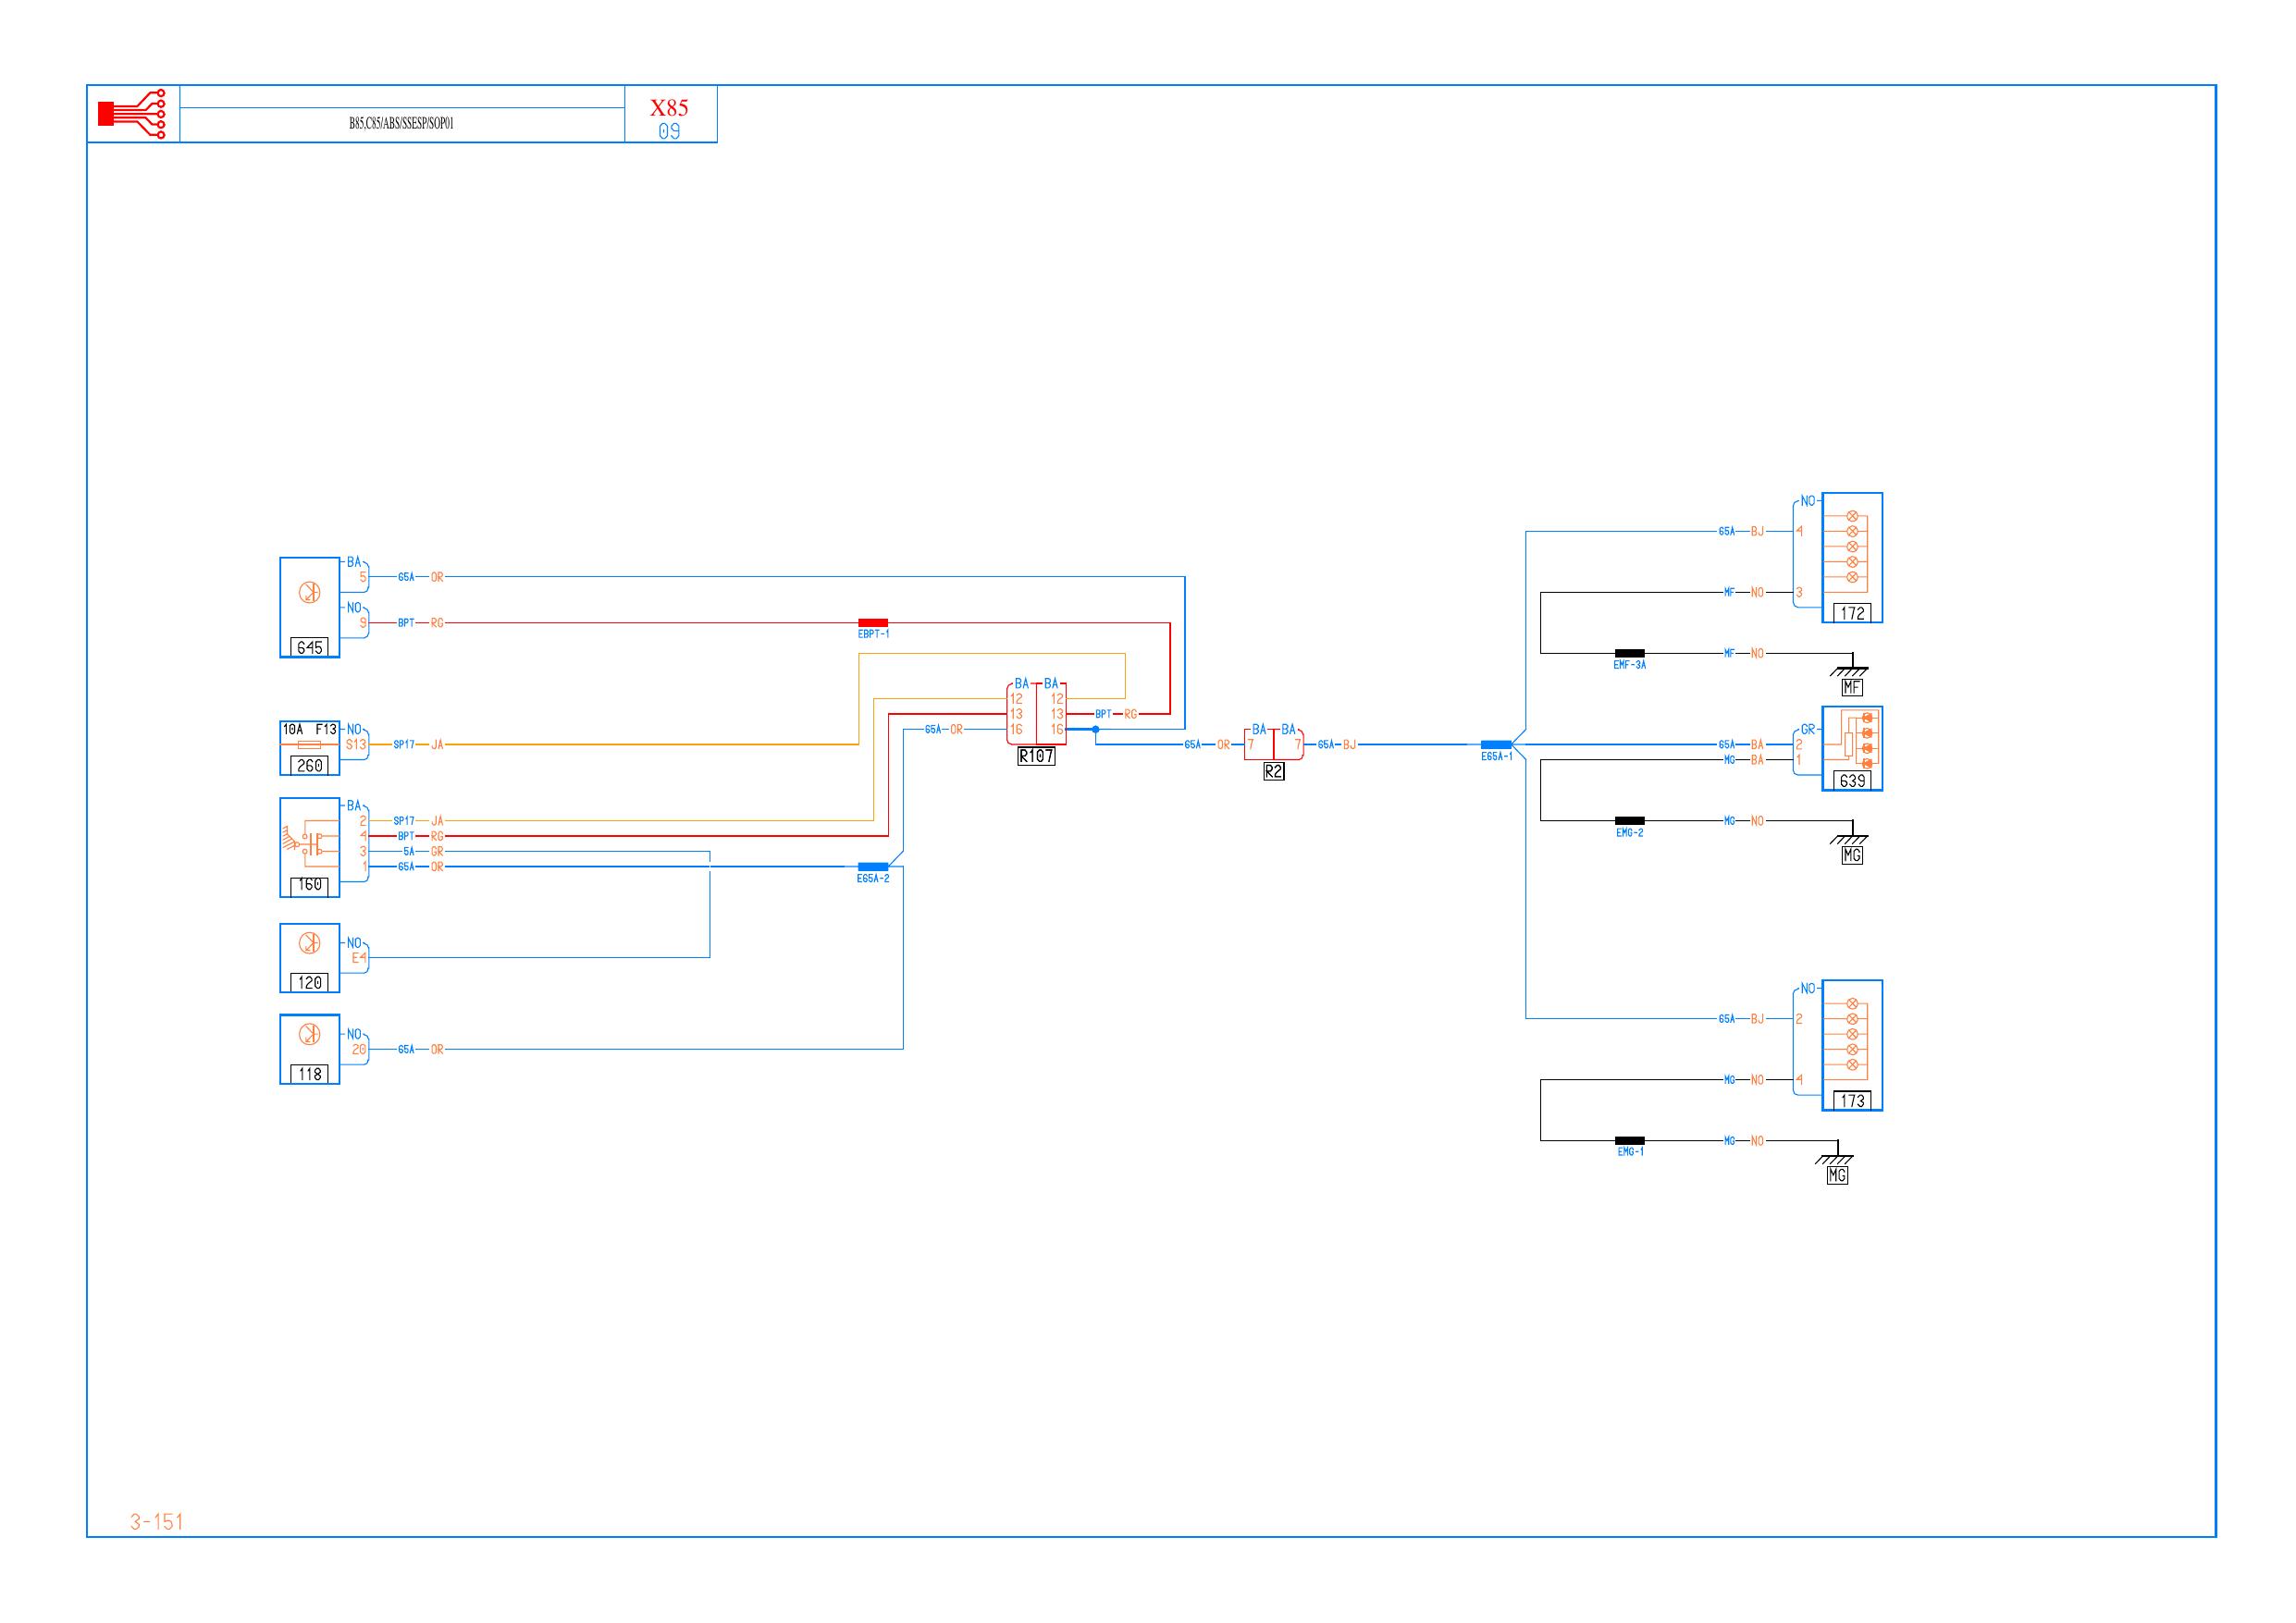 X85
B85,C85/ABS/SSESP/SOP01
09
NO
65A BJ 4
BA
5 65A OR
MF NO 3
NO
172
9 BPT RG
EBPT-1
645
MF NO
EMF-3A
MF
BA BA
12 12
13 13 BPT RG
65A OR 16 16
R107
10A F13 NO
S13 SP17 JA
260
BA BA
65A OR 7 7 65A BJ
R2
E65A-1
GR
65A BA 2
MG BA 1
639
BA
2 SP17 JA
4 BPT RG
3 5A GR
1 65A OR
160
E65A-2
MG NO
EMG-2
MG
NO
E4
120
NO
20 65A OR
118
NO
65A BJ 2
MG NO 4
173
MG NO
EMG-1
MG
3-151